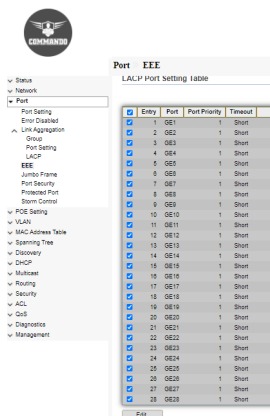 COMMANDO
Port EEE
LACP Port Setting Table
Status
Network
Port
Port Setting
Error Disabled
Link Aggregation
Group
Port Setting
LACP
EEE
Jumbo Frame
Port Security
Protected Port
Storm Control
POE Setting
VLAN
MAC Address Table
Spanning Tree
Discovery
DHCP
Multicast
Routing
Security
ACL
QoS
Diagnostics
Management
Entry Port Port Priority Timeout
1 GE1 1 Short
2 GE2 1 Short
3 GE3 1 Short
4 GE4 1 Short
5 GE5 1 Short
6 GE6 1 Short
7 GE7 1 Short
8 GE8 1 Short
9 GE9 1 Short
10 GE10 1 Short
11 GE11 1 Short
12 GE12 1 Short
13 GE13 1 Short
14 GE14 1 Short
15 GE15 1 Short
16 GE16 1 Short
17 GE17 1 Short
18 GE18 1 Short
19 GE19 1 Short
20 GE20 1 Short
21 GE21 1 Short
22 GE22 1 Short
23 GE23 1 Short
24 GE24 1 Short
25 GE25 1 Short
26 GE26 1 Short
27 GE27 1 Short
28 GE28 1 Short
Edit